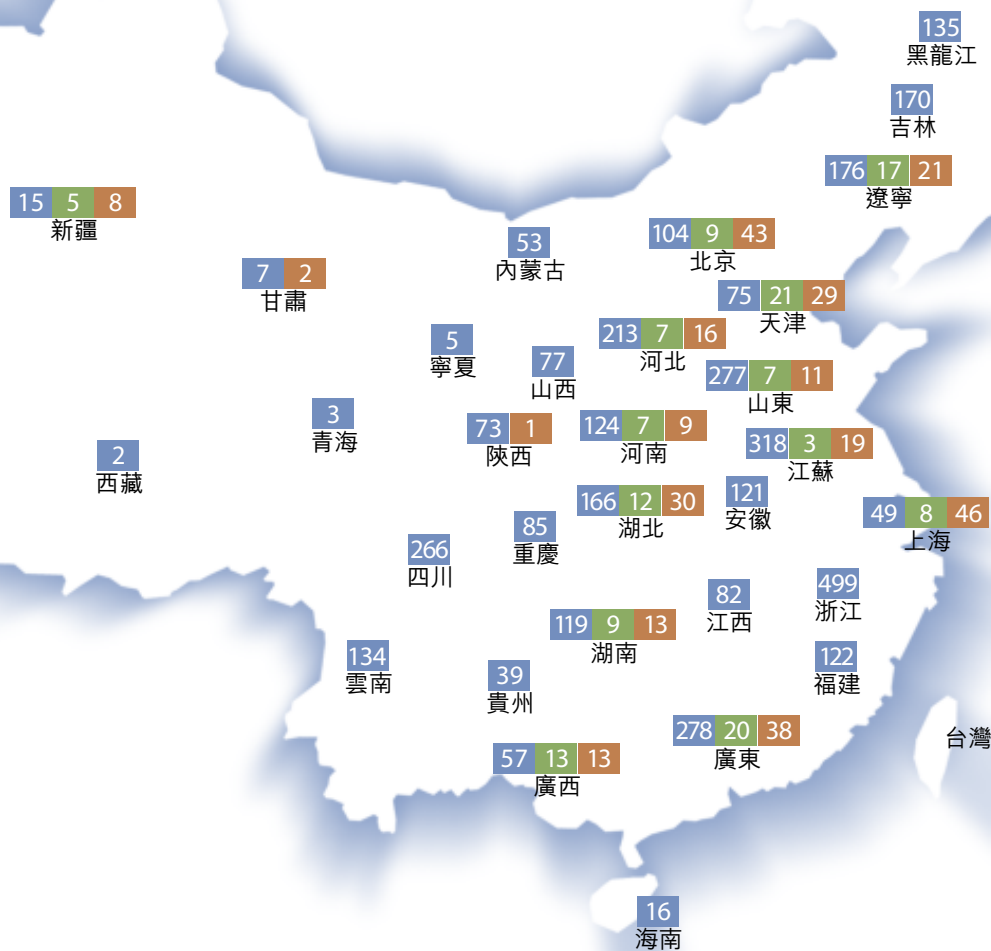 135
黑龍江
170
吉林
176 17 21
遼寧
15 5 8
新疆
53
內蒙古
104 9 43
北京
7 2
甘肅
75 21 29
天津
5
寧夏
213 7 16
河北
77
山西
277 7 11
山東
3
青海
73 1
陝西
124 7 9
河南
318 3 19
江蘇
2
西藏
166 12 30
湖北
121
安徽
49 8 46
上海
85
重慶
266
四川
499
浙江
82
江西
119 9 13
湖南
134
雲南
39
貴州
122
福建
278 20 38
廣東
台灣
57 13 13
廣西
16
海南